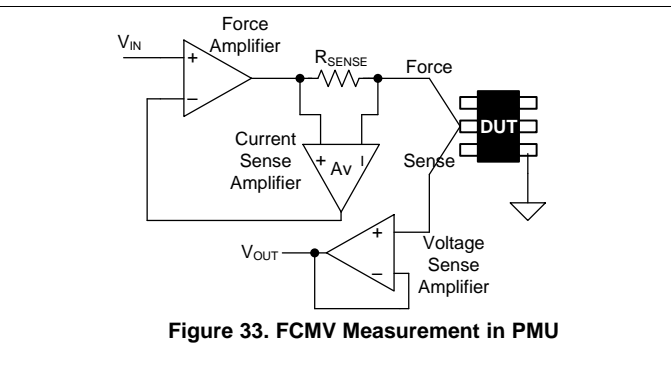 Force
Amplifier
VIN
+
−
RSENSE
Force
Current
Sense
Amplifier
+
Av
−
Sense
DUT
VOUT
+
−
Voltage
Sense
Amplifier
Figure 33. FCMV Measurement in PMU